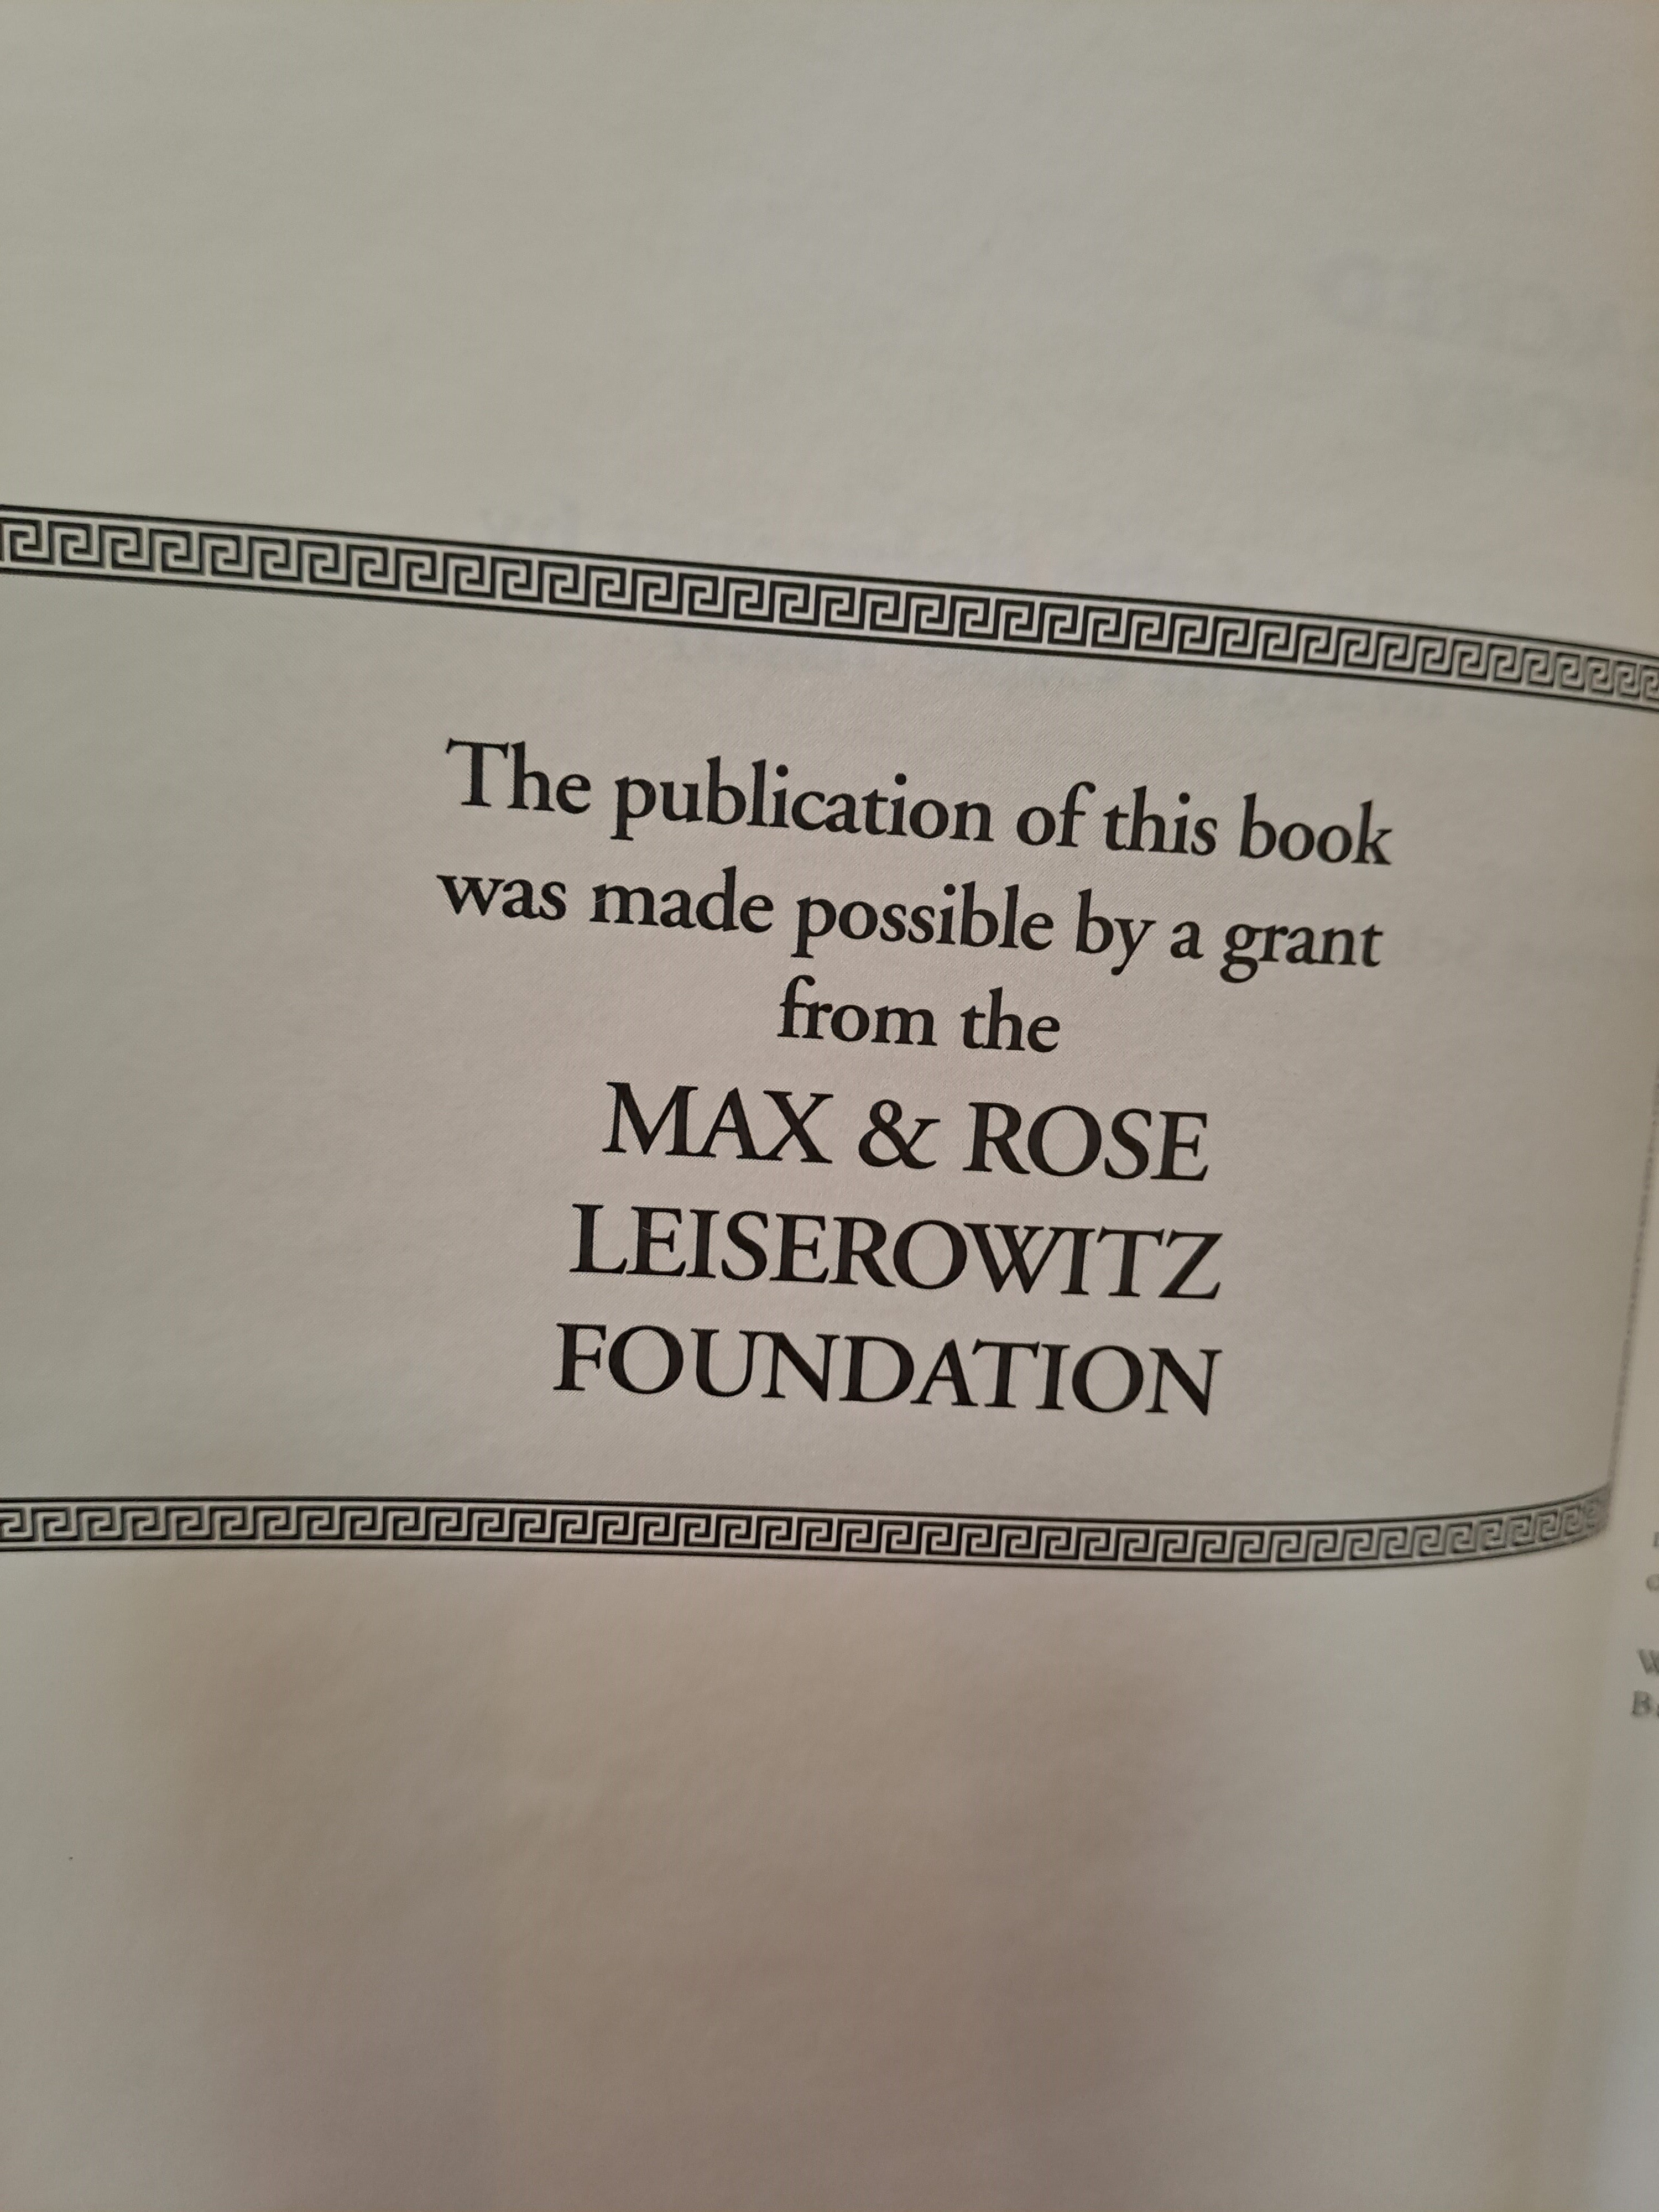 The publication of this book
was made possible by a grant
from the
MAX & ROSE
LEISEROWITZ
FOUNDATION